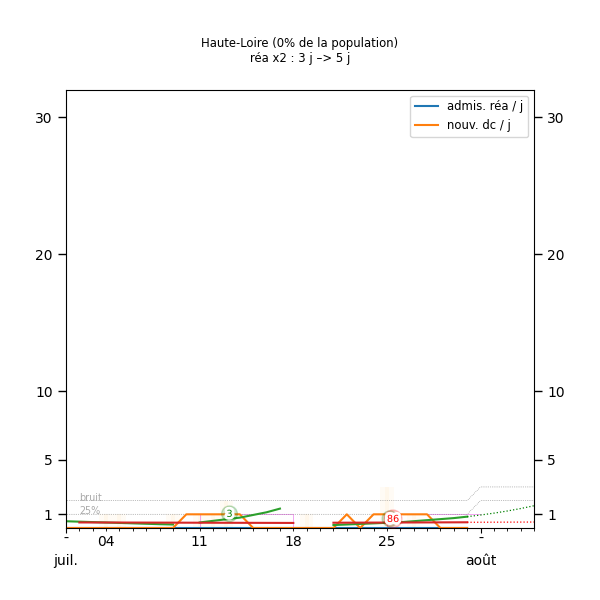 Haute-Loire (0% de la population)
réa x2 : 3 j –> 5 j
admis. réa / j
nouv. dc / j
30
30
20
20
10
10
5
5
bruit
25%
1
1
3
86
- 04 11 18 25 -
juil. août